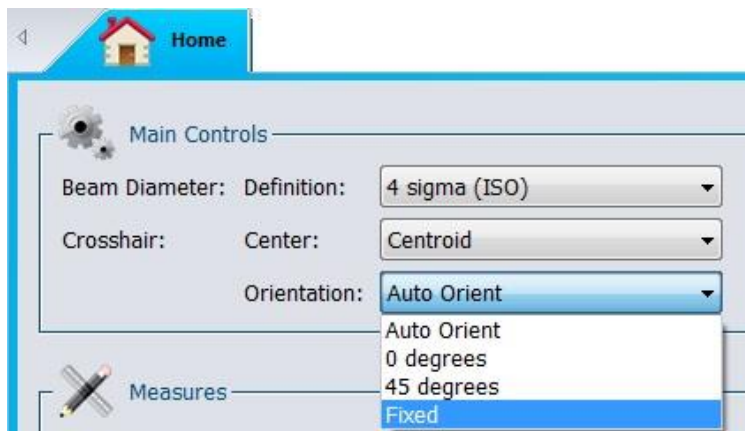 Home
Main Controls
Beam Diameter: Definition: 4 sigma (ISO)
Crosshair: Center: Centroid
Orientation: Auto Orient
Auto Orient
0 degrees
45 degrees
Measures
Fixed